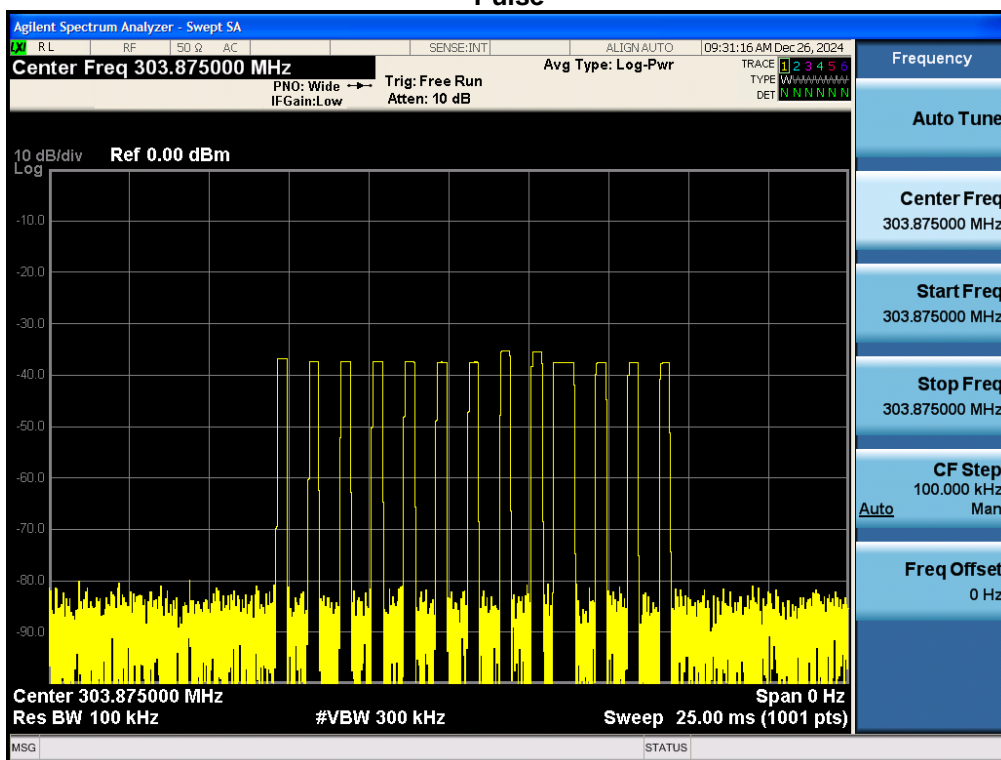 Pulse
Agilent Spectrum Analyzer - Swept SA
LXI RL RF 50 Ω AC SENSE:INT ALIGN AUTO 09:31:16 AM Dec 26, 2024
Center Freq 303.875000 MHz
PNO: Wide
IFGain:Low
Trig: Free Run
Atten: 10 dB
Avg Type: Log-Pwr
TRACE 1 2 3 4 5 6
TYPE W
DET N N N N N N
10 dB/div Ref 0.00 dBm
Log
-10.0
-20.0
-30.0
-40.0
-50.0
-60.0
-70.0
-80.0
-90.0
Center 303.875000 MHz Span 0 Hz
Res BW 100 kHz #VBW 300 kHz Sweep 25.00 ms (1001 pts)
MSG STATUS
Frequency
Auto Tune
Center Freq
303.875000 MHz
Start Freq
303.875000 MHz
Stop Freq
303.875000 MHz
CF Step
100.000 kHz
Auto Man
Freq Offset
0 Hz